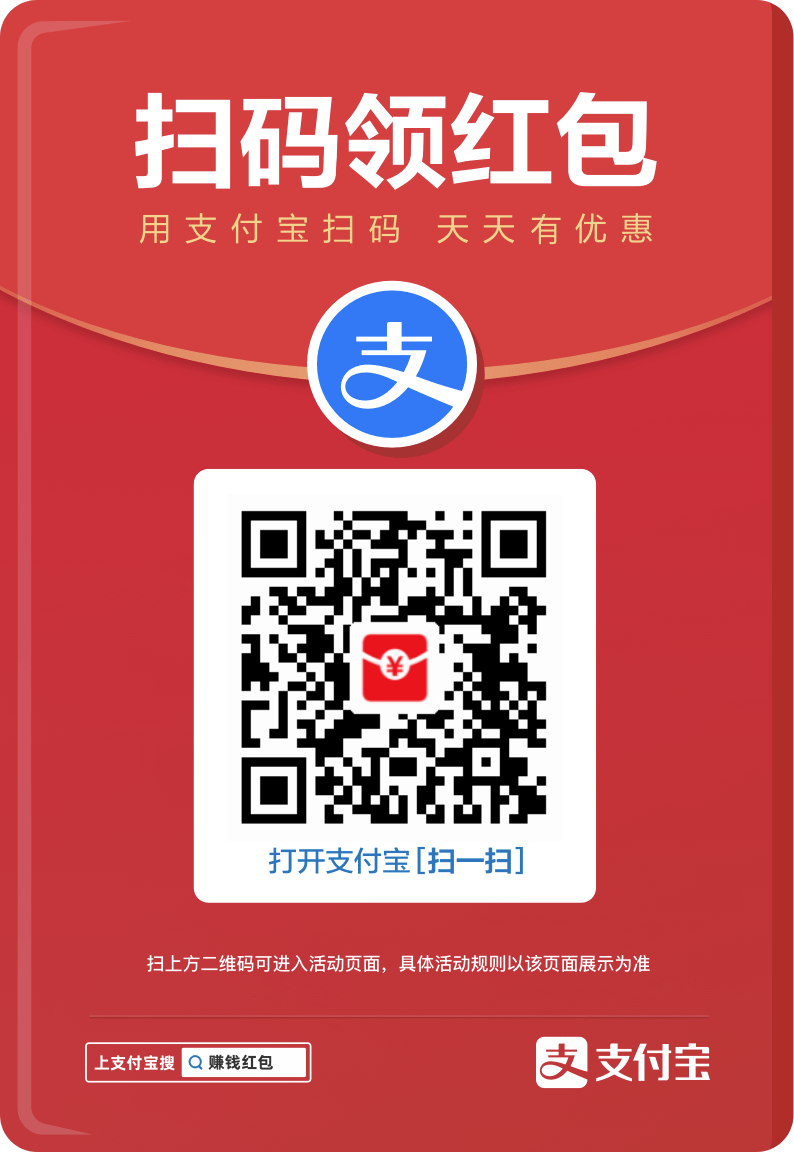 扫码领红包
用支付宝扫码 天天有优惠
支
¥
打开支付宝[扫一扫]
扫上方二维码可进入活动页面，具体活动规则以该页面展示为准
上支付宝搜 赚钱红包
支 支付宝